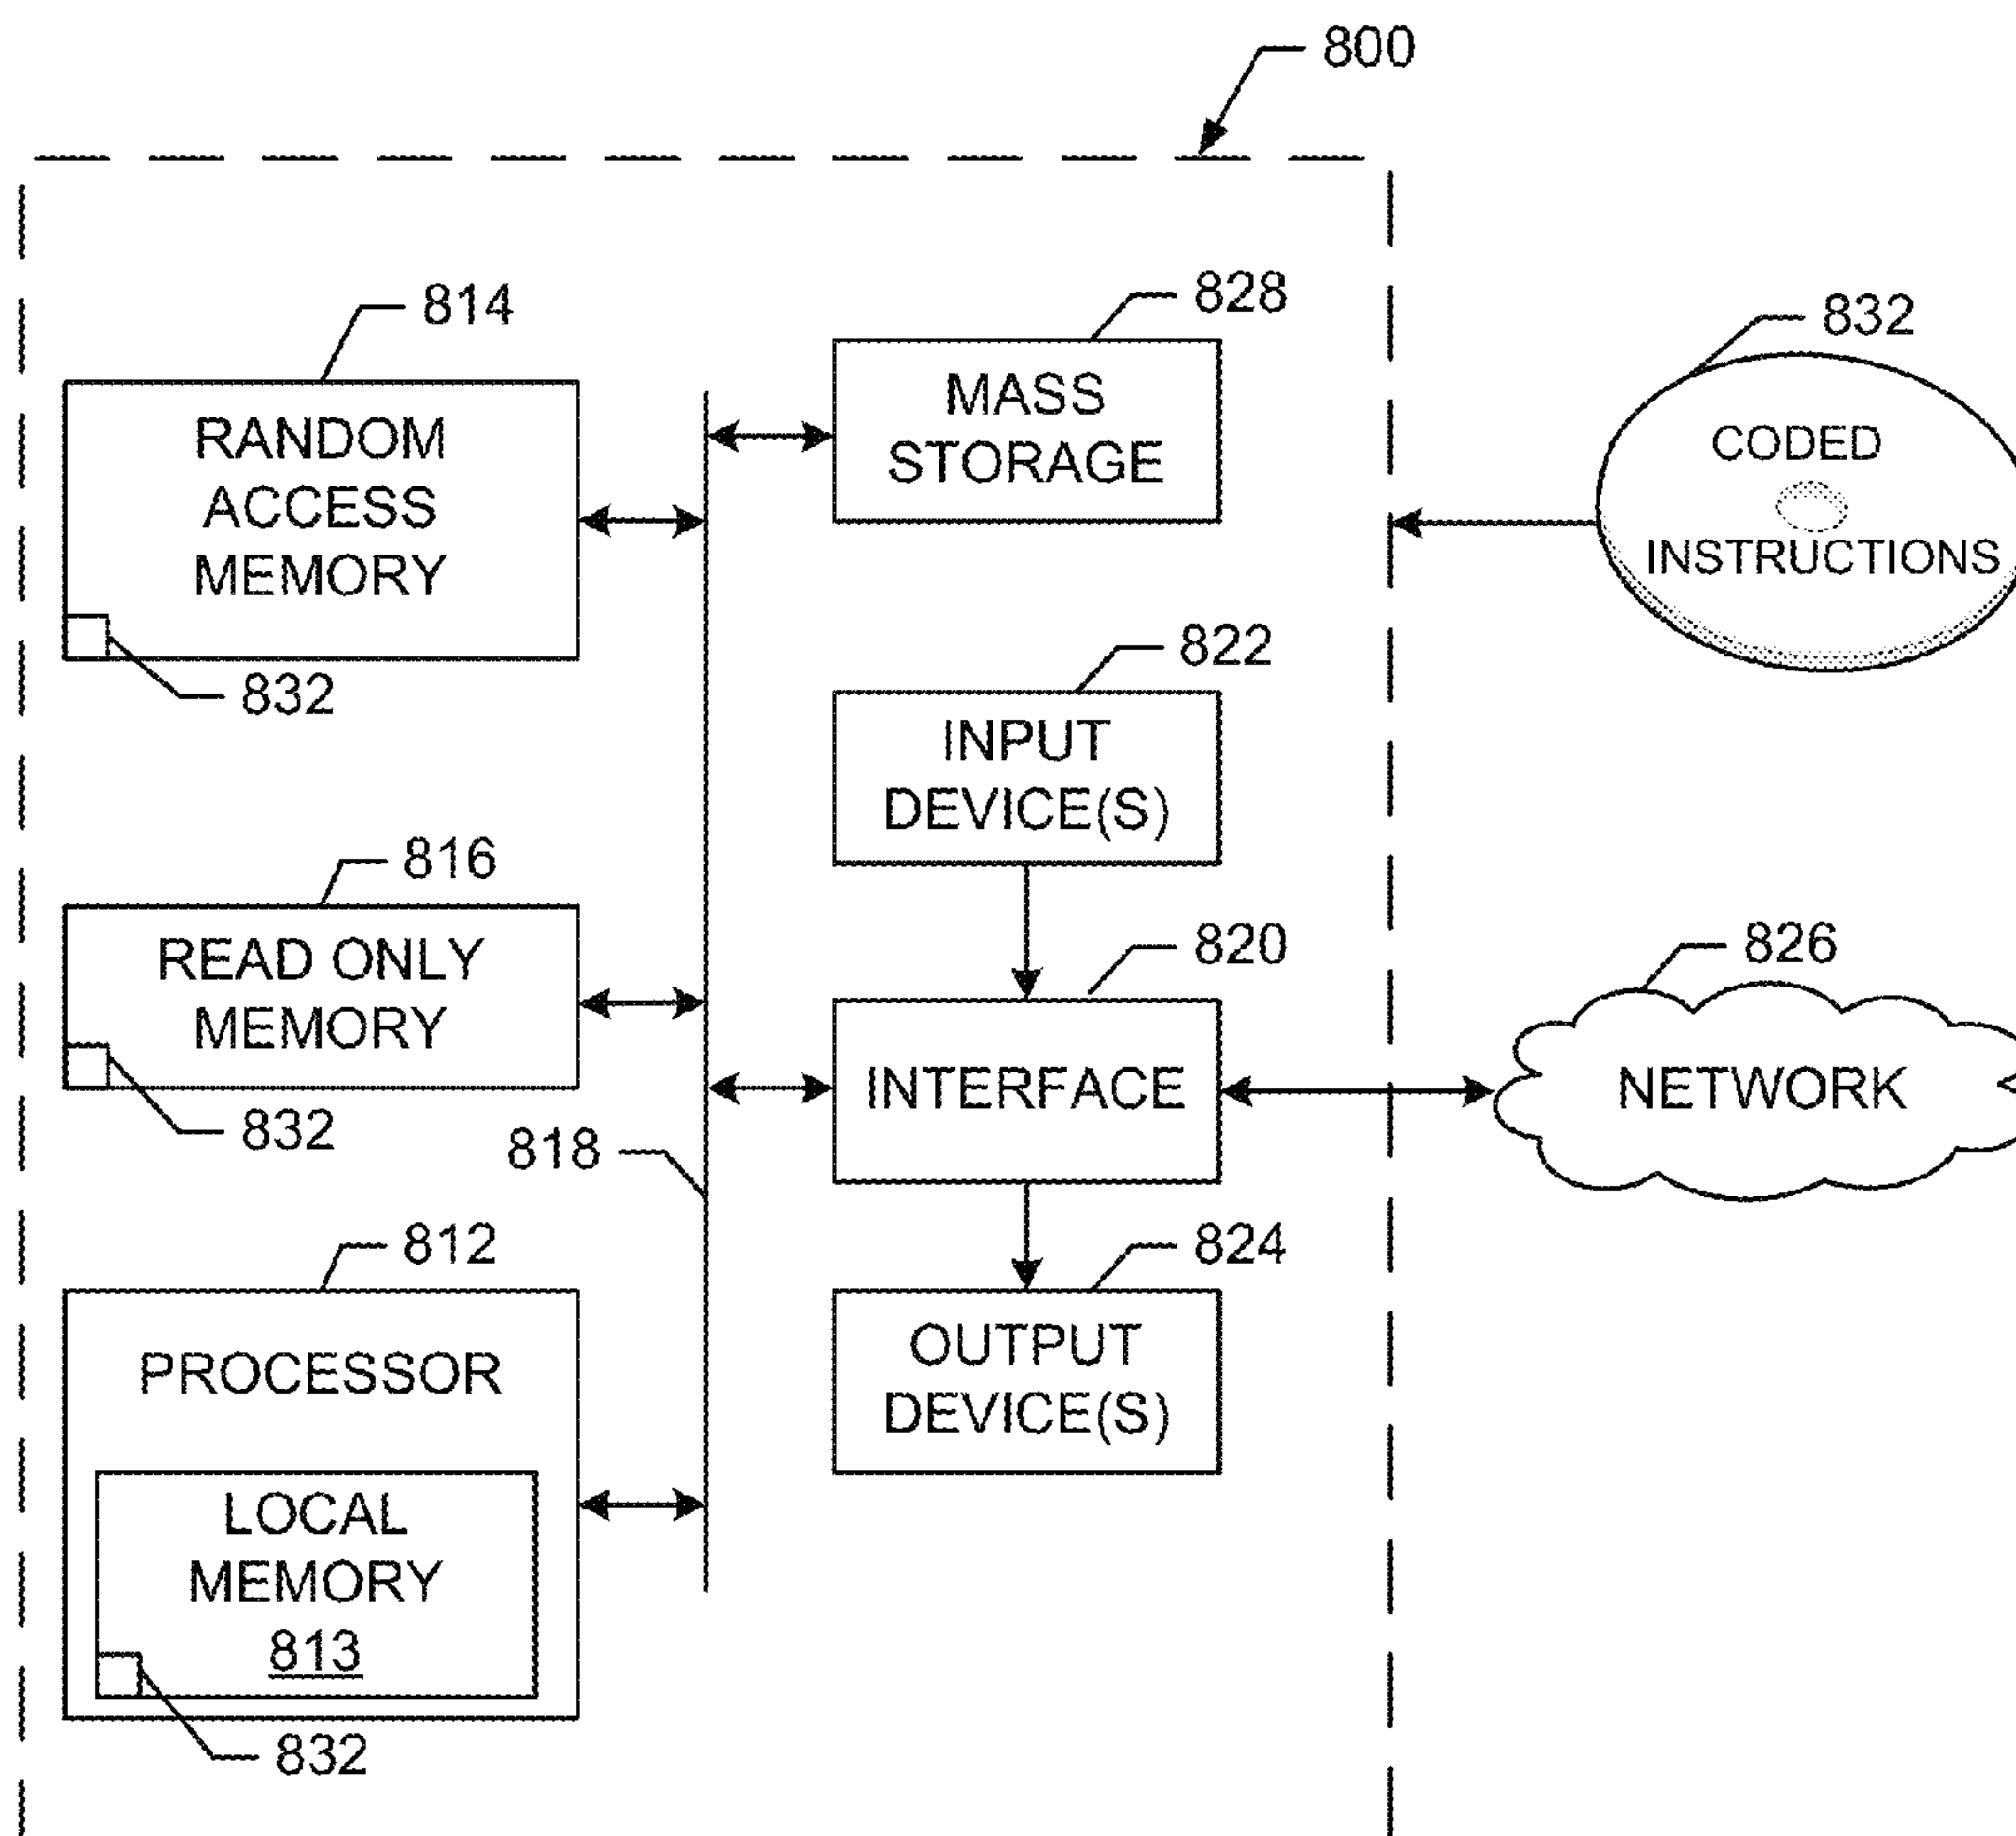 800
814
RANDOM
ACCESS
MEMORY
832
828
MASS
STORAGE
832
CODED
INSTRUCTIONS
822
INPUT
DEVICE(S)
816
READ ONLY
MEMORY
832
818
820
INTERFACE
826
NETWORK
812
PROCESSOR
LOCAL
MEMORY
813
832
824
OUTPUT
DEVICE(S)